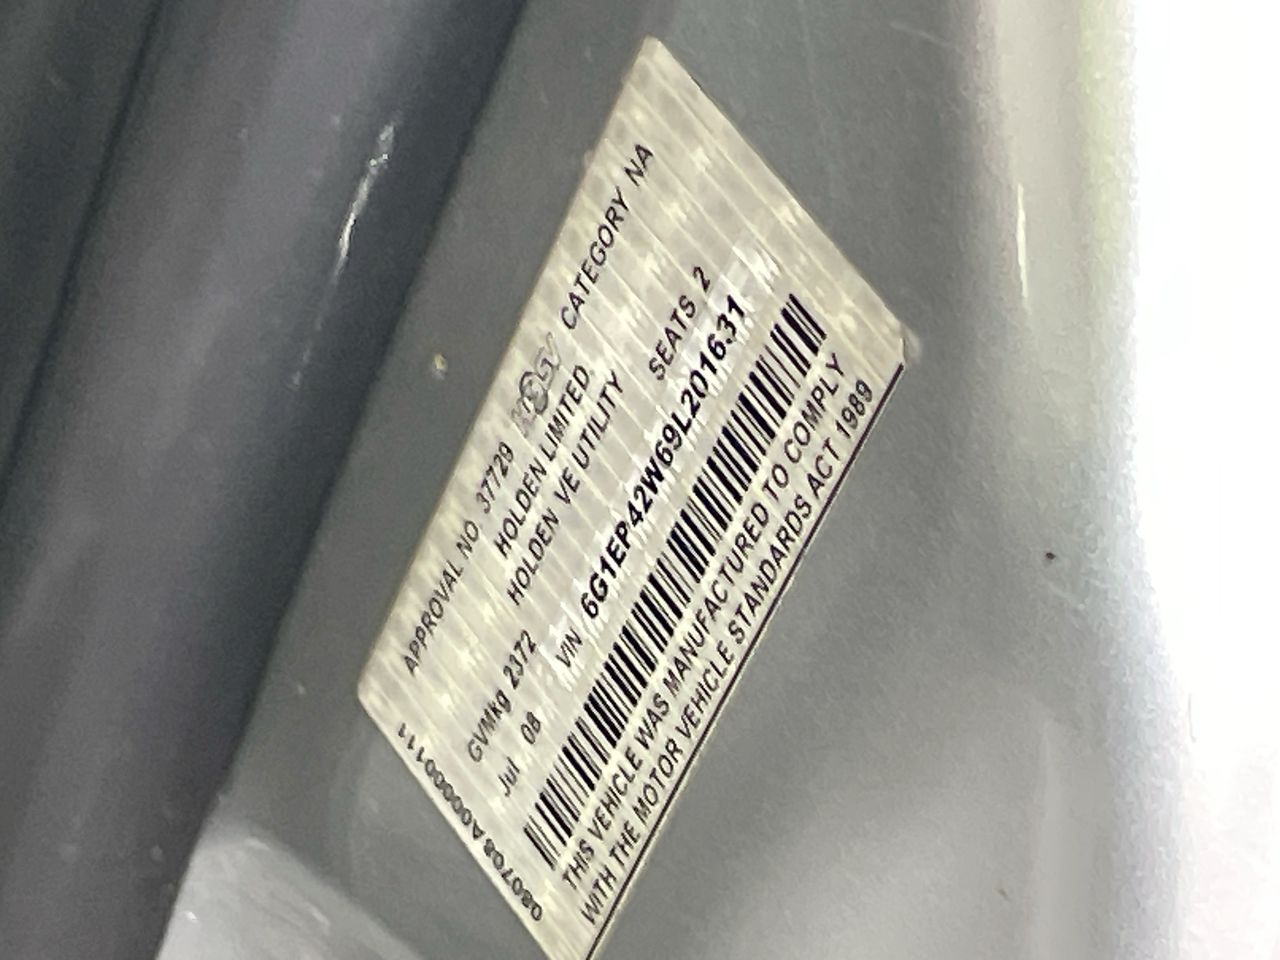 APPROVAL NO 37729 CATEGORY NA
HOLDEN LIMITED
HOLDEN VE UTILITY
GVMkg 2372 SEATS 2
Jul 08 VIN 6G1EP42W69L201631
THIS VEHICLE WAS MANUFACTURED TO COMPLY
WITH THE MOTOR VEHICLE STANDARDS ACT 1989
080708A000000111